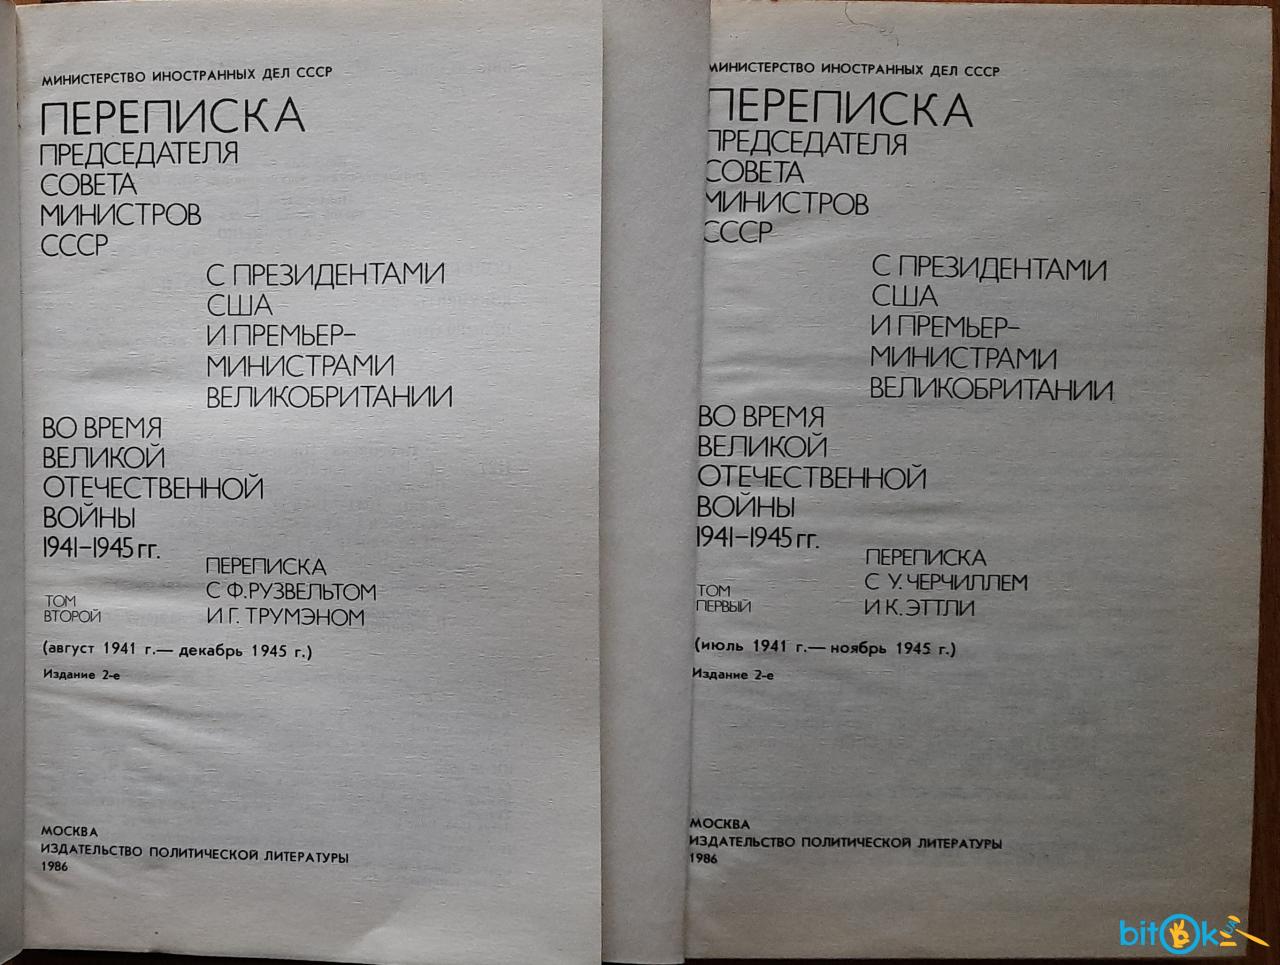 МИНИСТЕРСТВО ИНОСТРАННЫХ ДЕЛ СССР
ПЕРЕПИСКА
ПРЕДСЕДАТЕЛЯ
СОВЕТА
МИНИСТРОВ
СССР
С ПРЕЗИДЕНТАМИ
США
И ПРЕМЬЕР-
МИНИСТРАМИ
ВЕЛИКОБРИТАНИИ
ВО ВРЕМЯ
ВЕЛИКОЙ
ОТЕЧЕСТВЕННОЙ
ВОЙНЫ
1941–1945 гг.
ПЕРЕПИСКА
С Ф. РУЗВЕЛЬТОМ
И Г. ТРУМЭНОМ
ТОМ
ВТОРОЙ
(август 1941 г.— декабрь 1945 г.)
Издание 2-е
МОСКВА
ИЗДАТЕЛЬСТВО ПОЛИТИЧЕСКОЙ ЛИТЕРАТУРЫ
1986
МИНИСТЕРСТВО ИНОСТРАННЫХ ДЕЛ СССР
ПЕРЕПИСКА
ПРЕДСЕДАТЕЛЯ
СОВЕТА
МИНИСТРОВ
СССР
С ПРЕЗИДЕНТАМИ
США
И ПРЕМЬЕР-
МИНИСТРАМИ
ВЕЛИКОБРИТАНИИ
ВО ВРЕМЯ
ВЕЛИКОЙ
ОТЕЧЕСТВЕННОЙ
ВОЙНЫ
1941–1945 гг.
ПЕРЕПИСКА
С У. ЧЕРЧИЛЛЕМ
И К. ЭТТЛИ
ТОМ
ПЕРВЫЙ
(июль 1941 г.— ноябрь 1945 г.)
Издание 2-е
МОСКВА
ИЗДАТЕЛЬСТВО ПОЛИТИЧЕСКОЙ ЛИТЕРАТУРЫ
1986
bitok.ua